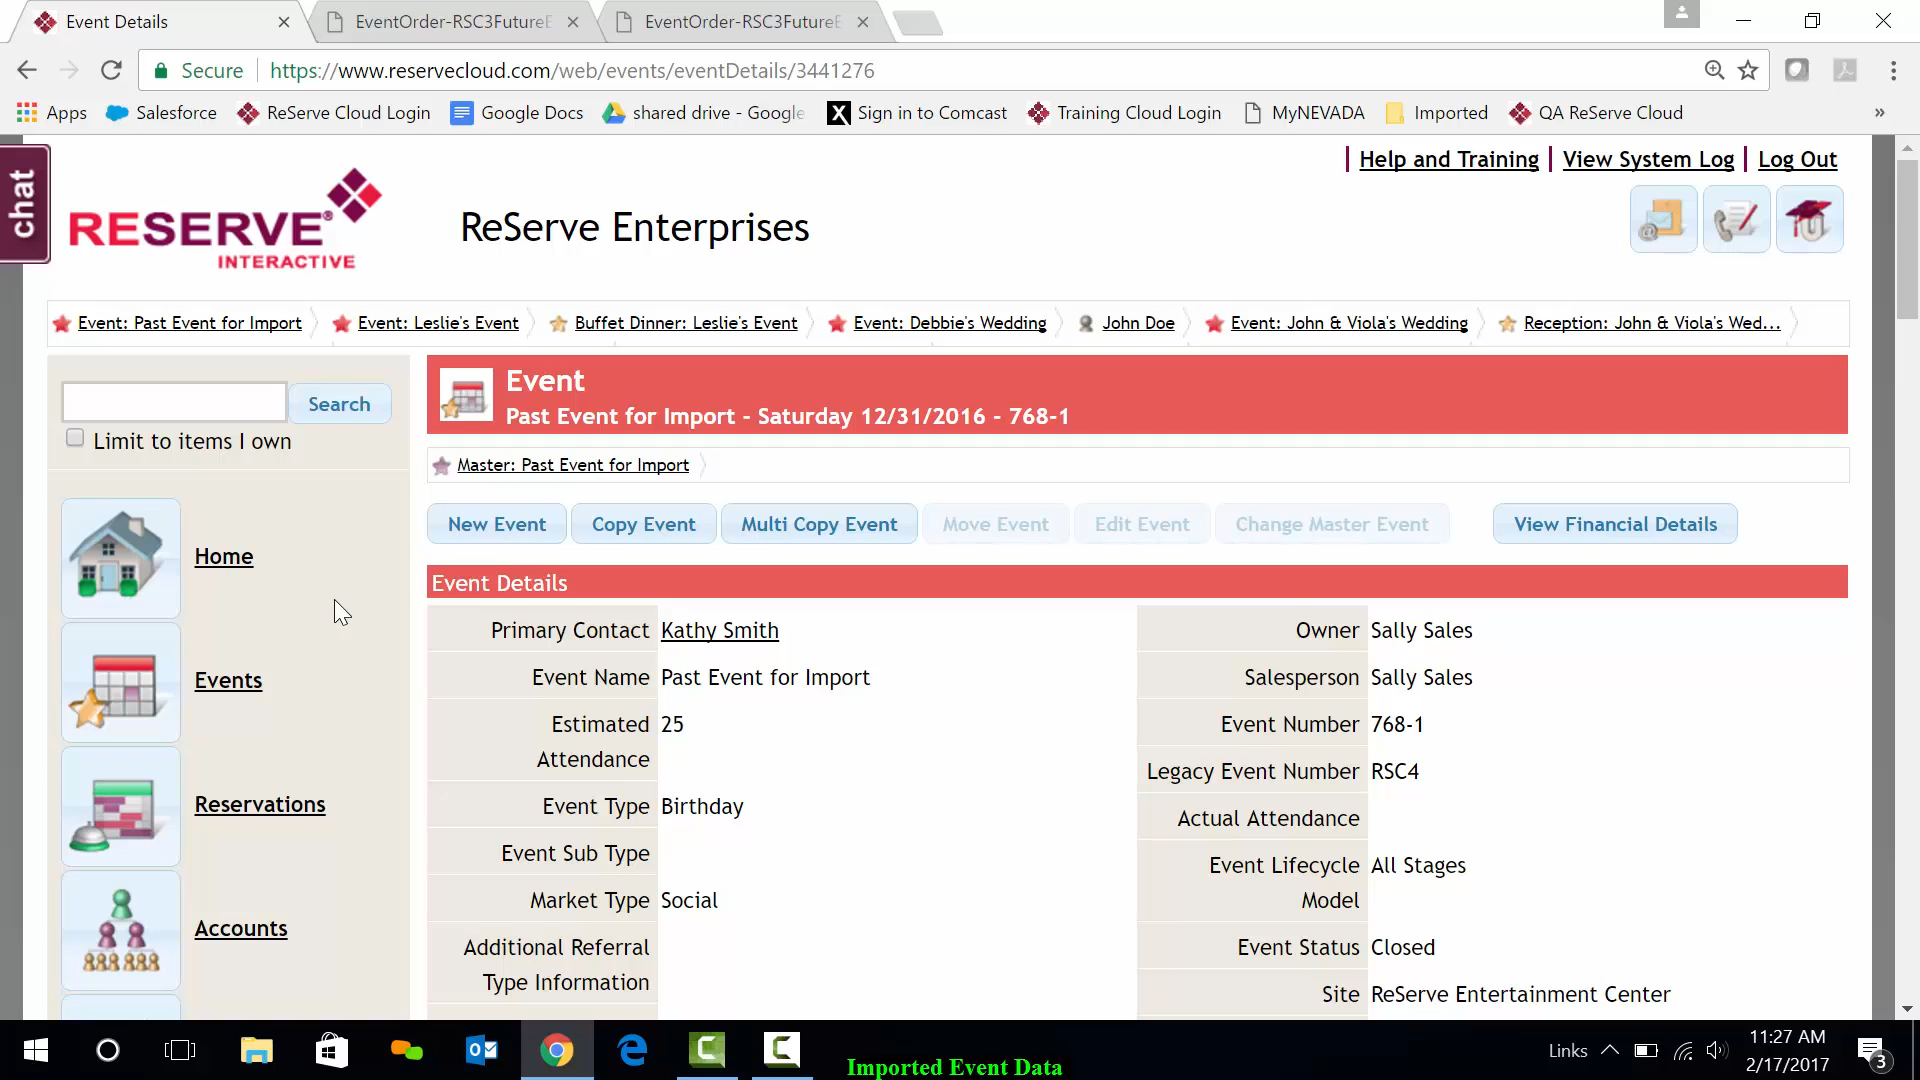 Event Details
EventOrder-RSC3FutureE
EventOrder-RSC3FutureE
Secure
https://www.reservecloud.com/web/events/eventDetails/3441276
Apps
Salesforce
ReServe Cloud Login
Google Docs
shared drive - Google
X
Sign in to Comcast
Training Cloud Login
MyNEVADA
Imported
QA ReServe Cloud
»
chat
Help and Training
View System Log
Log Out
RESERVE®
INTERACTIVE
ReServe Enterprises
Event: Past Event for Import
Event: Leslie's Event
Buffet Dinner: Leslie's Event
Event: Debbie's Wedding
John Doe
Event: John & Viola's Wedding
Reception: John & Viola's Wed...
Search
Limit to items I own
Home
Events
Reservations
Accounts
Event
Past Event for Import - Saturday 12/31/2016 - 768-1
Master: Past Event for Import
New Event
Copy Event
Multi Copy Event
Move Event
Edit Event
Change Master Event
View Financial Details
Event Details
Primary Contact Kathy Smith
Event Name Past Event for Import
Estimated 25
Attendance
Event Type Birthday
Event Sub Type
Market Type Social
Additional Referral
Type Information
Owner Sally Sales
Salesperson Sally Sales
Event Number 768-1
Legacy Event Number RSC4
Actual Attendance
Event Lifecycle All Stages
Model
Event Status Closed
Site ReServe Entertainment Center
Imported Event Data
Links
11:27 AM
2/17/2017
3